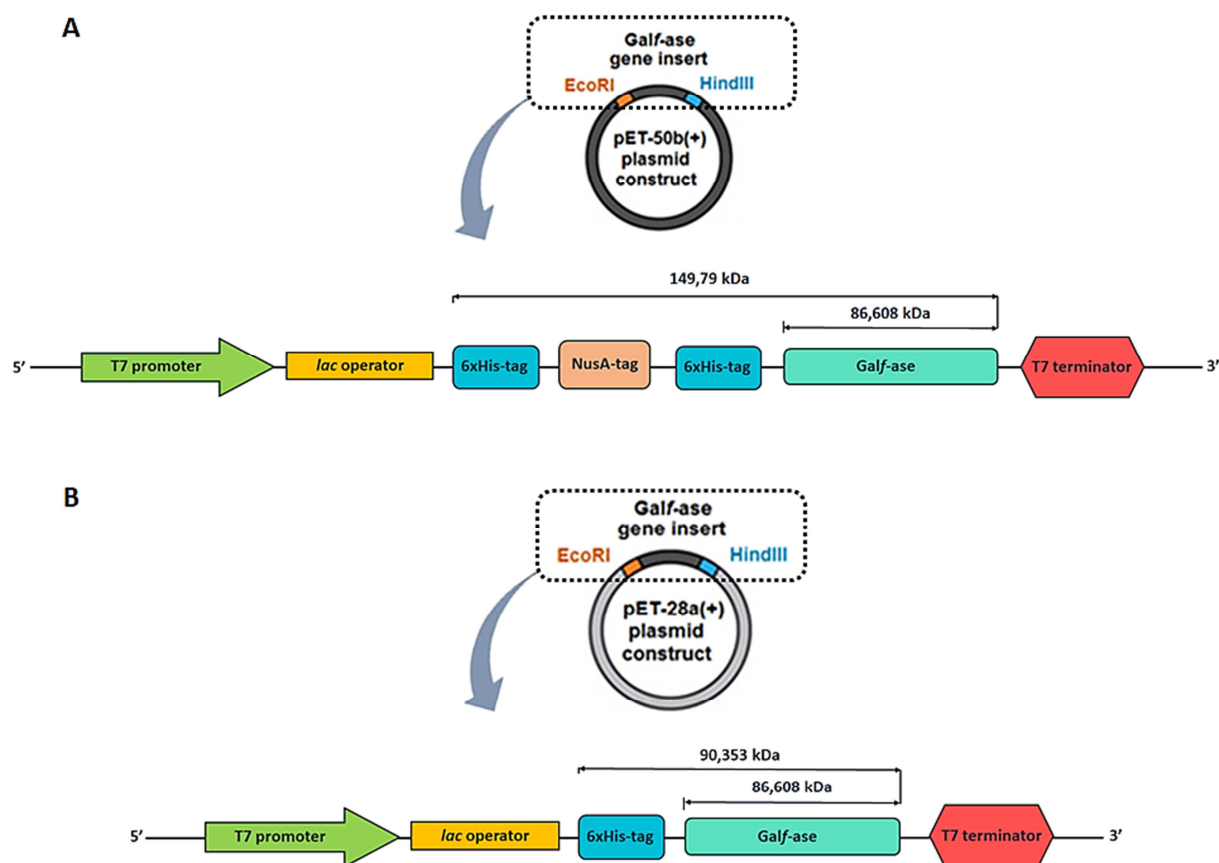 A
Galf-ase
gene insert
EcoRI HindIII
pET-50b(+)
plasmid
construct
149,79 kDa
86,608 kDa
5’ T7 promoter lac operator 6xHis-tag NusA-tag 6xHis-tag Galf-ase T7 terminator 3’
B
Galf-ase
gene insert
EcoRI HindIII
pET-28a(+)
plasmid
construct
90,353 kDa
86,608 kDa
5’ T7 promoter lac operator 6xHis-tag Galf-ase T7 terminator 3’